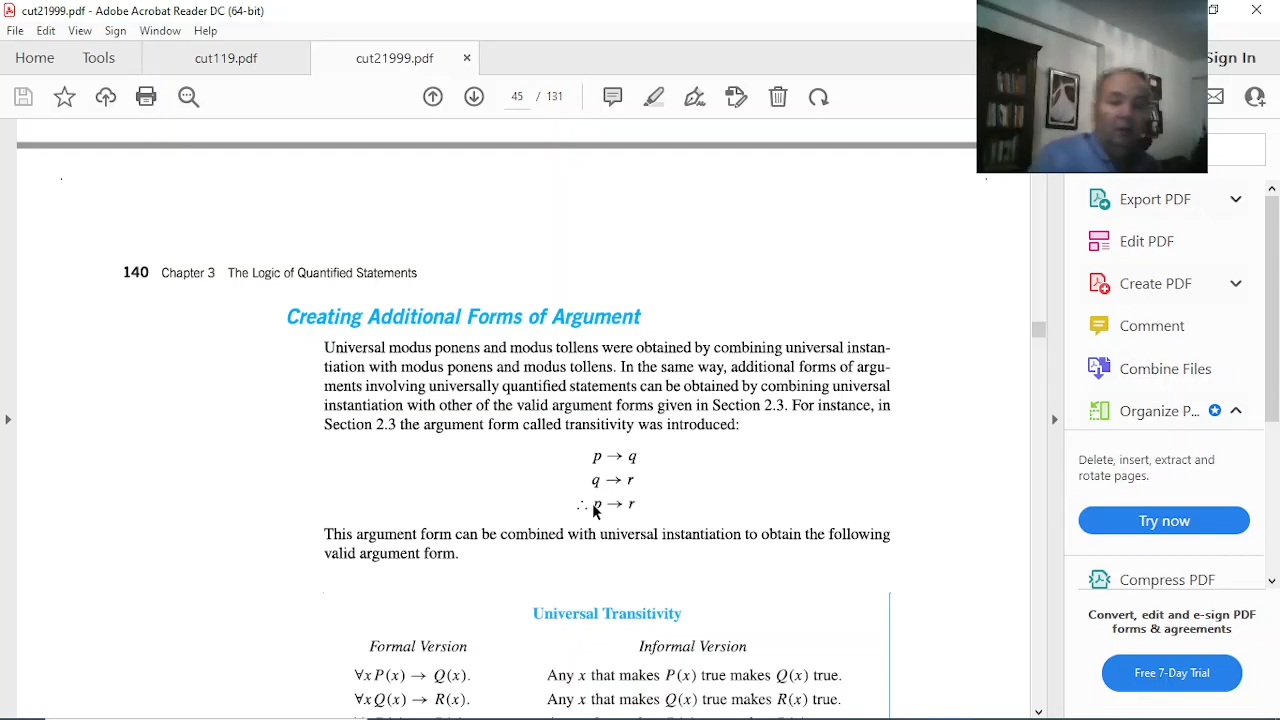 cut21999.pdf - Adobe Acrobat Reader DC (64-bit)
File Edit View Sign Window Help
Home Tools cut119.pdf cut21999.pdf Sign In
45 / 131
140 Chapter 3 The Logic of Quantified Statements
Creating Additional Forms of Argument
Universal modus ponens and modus tollens were obtained by combining universal instan-
tiation with modus ponens and modus tollens. In the same way, additional forms of argu-
ments involving universally quantified statements can be obtained by combining universal
instantiation with other of the valid argument forms given in Section 2.3. For instance, in
Section 2.3 the argument form called transitivity was introduced:
p → q
q → r
∴ p → r
This argument form can be combined with universal instantiation to obtain the following
valid argument form.
Universal Transitivity
Formal Version Informal Version
∀x P(x) → Q(x). Any x that makes P(x) true makes Q(x) true.
∀x Q(x) → R(x). Any x that makes Q(x) true makes R(x) true.
Export PDF
Edit PDF
Create PDF
Comment
Combine Files
Organize P...
Delete, insert, extract and
rotate pages.
Try now
Compress PDF
Convert, edit and e-sign PDF
forms & agreements
Free 7-Day Trial